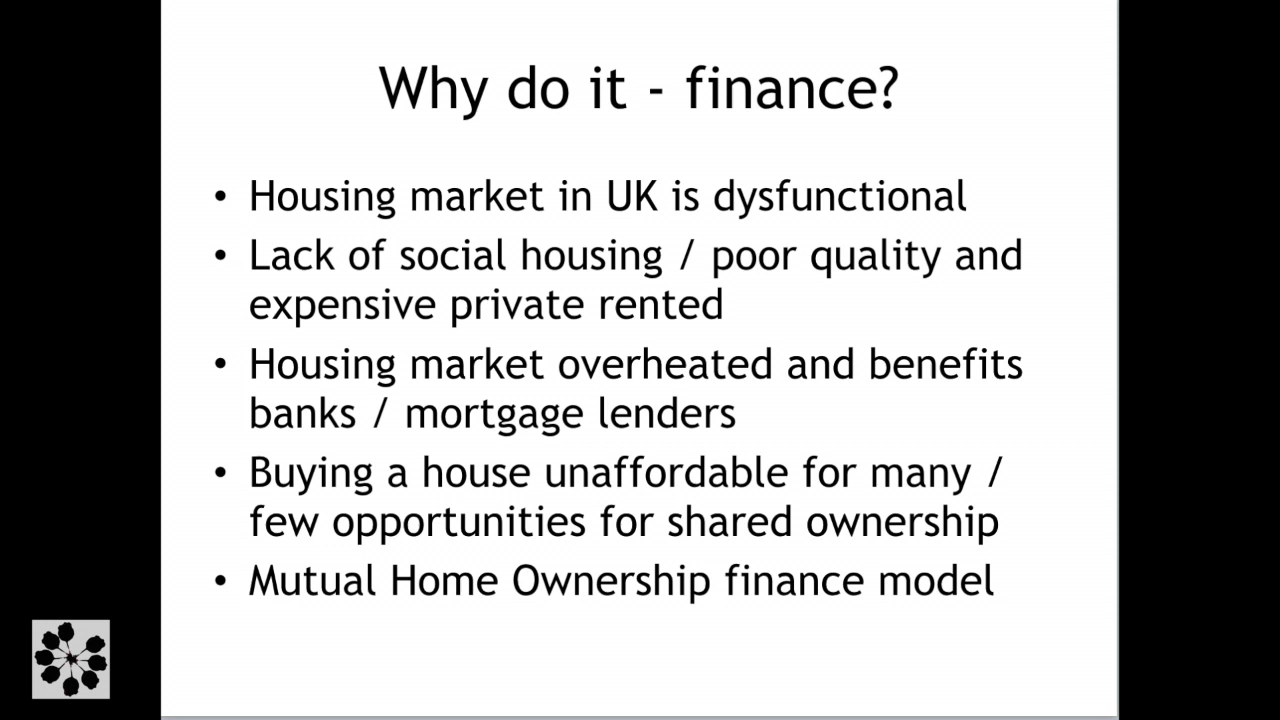 Why do it - finance?
• Housing market in UK is dysfunctional
• Lack of social housing / poor quality and
expensive private rented
• Housing market overheated and benefits
banks / mortgage lenders
• Buying a house unaffordable for many /
few opportunities for shared ownership
• Mutual Home Ownership finance model